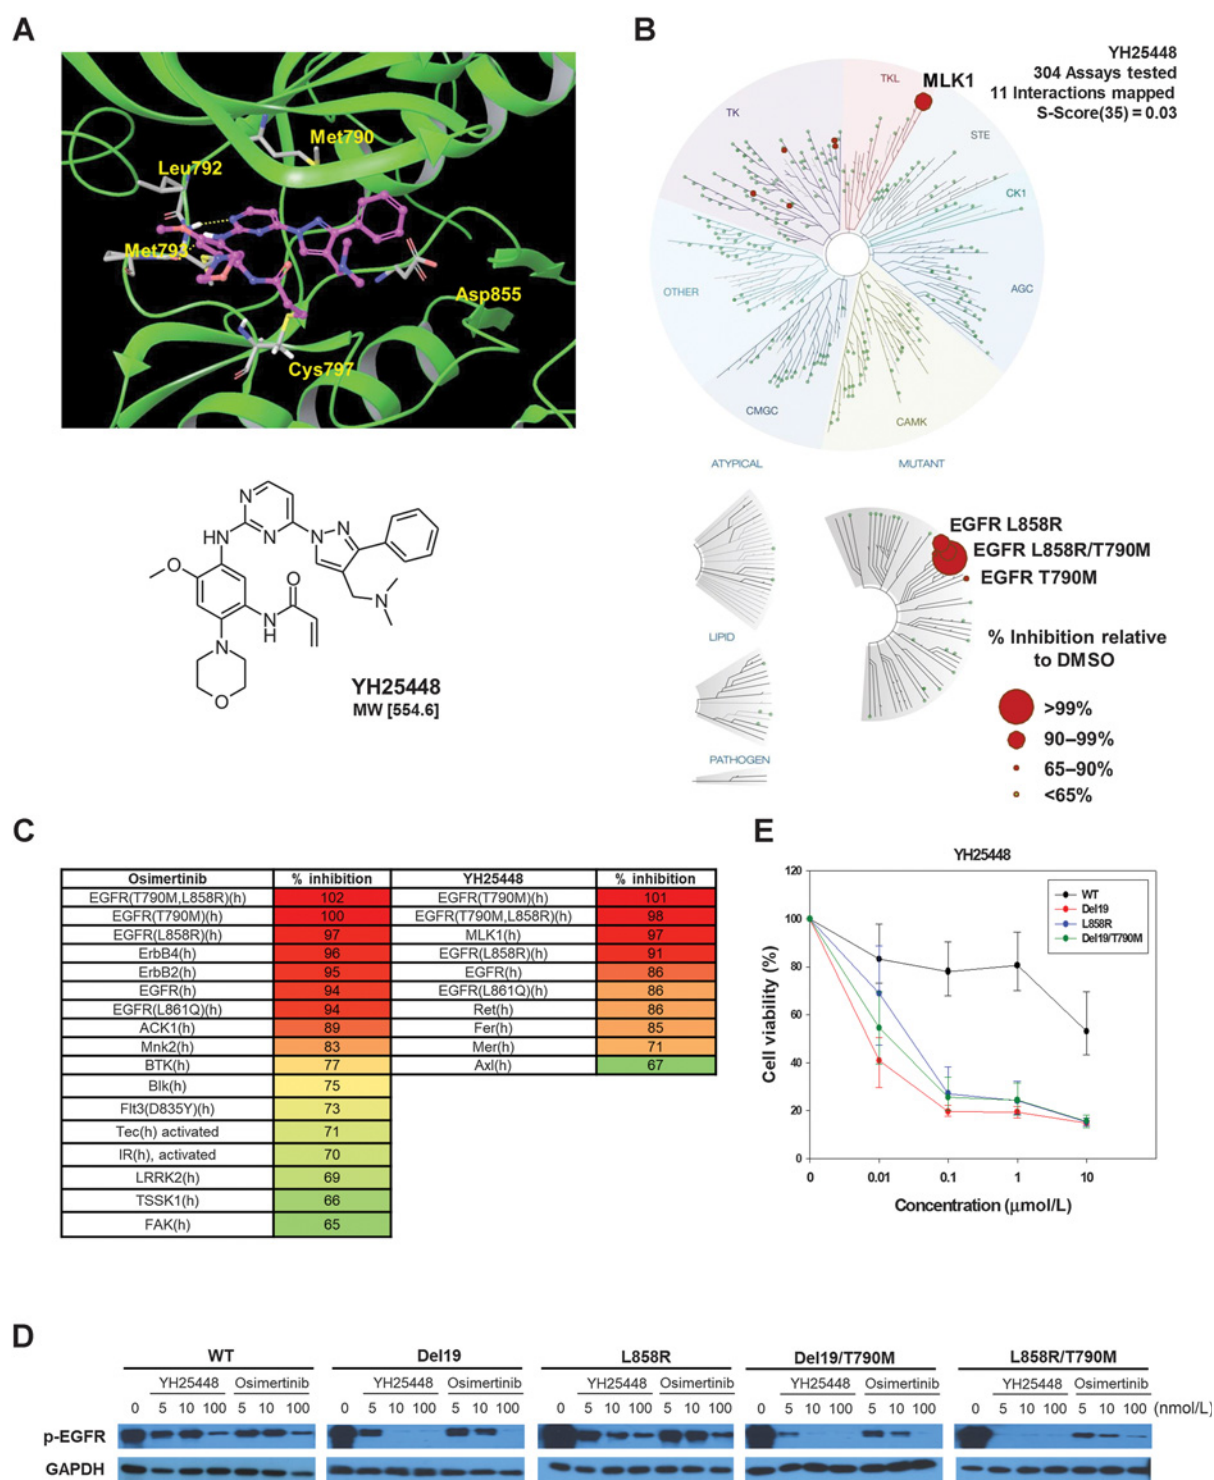 A
Met790
Leu792
Met793
Asp855
Cys797
N
N
NH
N
N
O
O
N
H
N
N
O
YH25448
MW [554.6]
B
YH25448
304 Assays tested
11 Interactions mapped
S-Score(35) = 0.03
TKL
MLK1
TK
STE
CK1
OTHER
AGC
CMGC
CAMK
ATYPICAL
MUTANT
EGFR L858R
EGFR L858R/T790M
EGFR T790M
LIPID
PATHOGEN
% Inhibition relative
to DMSO
>99%
90–99%
65–90%
<65%
C
Osimertinib % inhibition YH25448 % inhibition
EGFR(T790M,L858R)(h) 102 EGFR(T790M)(h) 101
EGFR(T790M)(h) 100 EGFR(T790M,L858R)(h) 98
EGFR(L858R)(h) 97 MLK1(h) 97
ErbB4(h) 96 EGFR(L858R)(h) 91
ErbB2(h) 95 EGFR(h) 86
EGFR(h) 94 EGFR(L861Q)(h) 86
EGFR(L861Q)(h) 94 Ret(h) 86
ACK1(h) 89 Fer(h) 85
Mnk2(h) 83 Mer(h) 71
BTK(h) 77 Axl(h) 67
Blk(h) 75
Flt3(D835Y)(h) 73
Tec(h) activated 71
IR(h), activated 70
LRRK2(h) 69
TSSK1(h) 66
FAK(h) 65
E
YH25448
120
100
80
60
40
20
0
Cell viability (%)
WT
Del19
L858R
Del19/T790M
0 0.01 0.1 1 10
Concentration (μmol/L)
D
WT Del19 L858R Del19/T790M L858R/T790M
YH25448 Osimertinib YH25448 Osimertinib YH25448 Osimertinib YH25448 Osimertinib YH25448 Osimertinib
0 5 10 100 5 10 100 0 5 10 100 5 10 100 0 5 10 100 5 10 100 0 5 10 100 5 10 100 0 5 10 100 5 10 100 (nmol/L)
p-EGFR
GAPDH